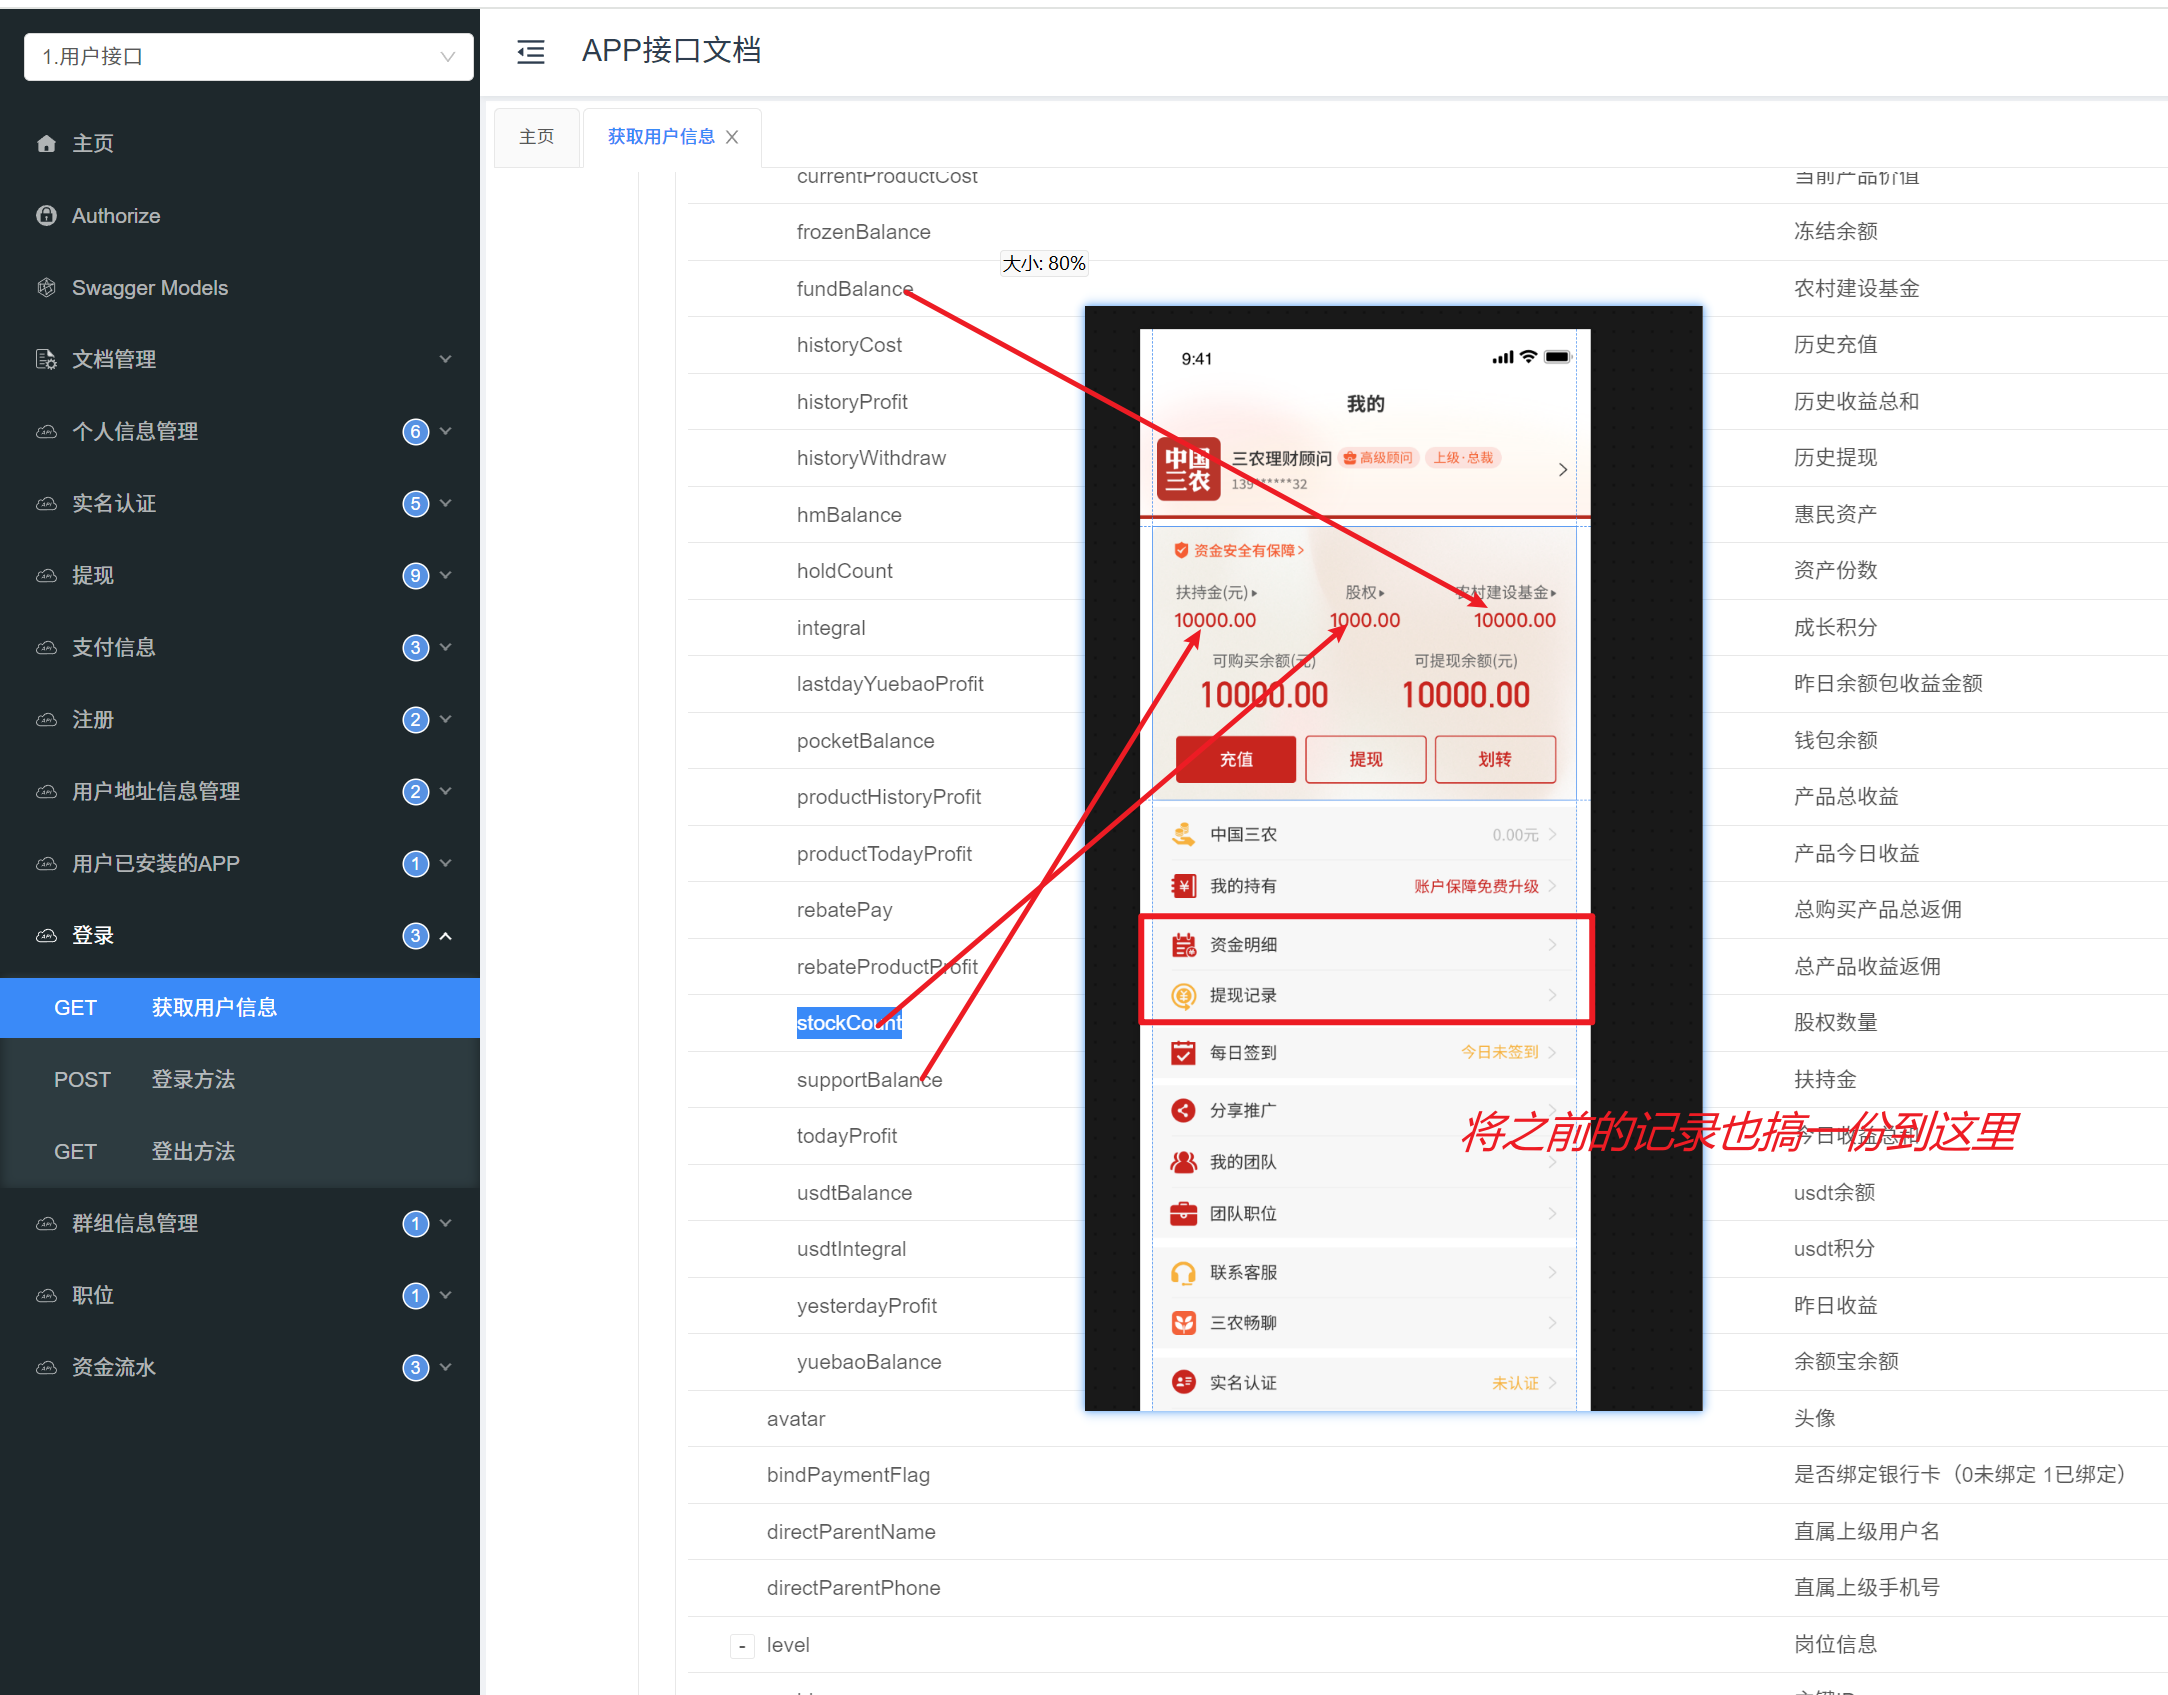 1.用户接口
APP接口文档
主页
Authorize
Swagger Models
文档管理
个人信息管理 6
实名认证 5
提现 9
支付信息 3
注册 2
用户地址信息管理 2
用户已安装的APP 1
登录 3
GET 获取用户信息
POST 登录方法
GET 登出方法
群组信息管理 1
职位 1
资金流水 3
主页 获取用户信息
currentProductCost 当前产品价值
frozenBalance 冻结余额
大小: 80%
fundBalance 农村建设基金
historyCost 历史充值
historyProfit 历史收益总和
historyWithdraw 历史提现
hmBalance 惠民资产
holdCount 资产份数
integral 成长积分
lastdayYuebaoProfit 昨日余额包收益金额
pocketBalance 钱包余额
productHistoryProfit 产品总收益
productTodayProfit 产品今日收益
rebatePay 总购买产品总返佣
rebateProductProfit 总产品收益返佣
stockCount 股权数量
supportBalance 扶持金
todayProfit 今日收益总和
usdtBalance usdt余额
usdtIntegral usdt积分
yesterdayProfit 昨日收益
yuebaoBalance 余额宝余额
avatar 头像
bindPaymentFlag 是否绑定银行卡（0未绑定 1已绑定）
directParentName 直属上级用户名
directParentPhone 直属上级手机号
- level 岗位信息
9:41
我的
中国
三农
三农理财顾问 高级顾问 上级·总裁
139******32
资金安全有保障
扶持金(元) 股权 农村建设基金
10000.00 1000.00 10000.00
可购买余额(元) 可提现余额(元)
10000.00 10000.00
充值 提现 划转
中国三农 0.00元
我的持有 账户保障免费升级
资金明细
提现记录
每日签到 今日未签到
分享推广
将之前的记录也搞一份到这里
我的团队
团队职位
联系客服
三农畅聊
实名认证 未认证